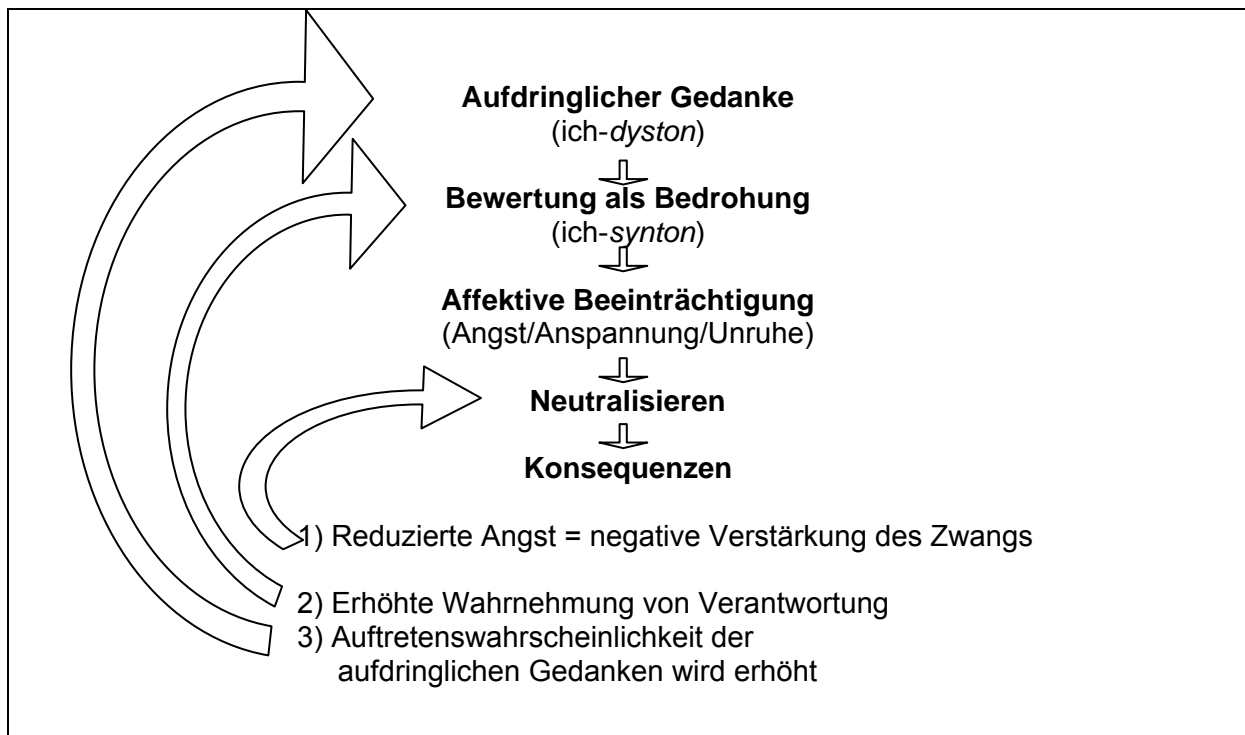 Aufdringlicher Gedanke
(ich-dyston)
Bewertung als Bedrohung
(ich-synton)
Affektive Beeinträchtigung
(Angst/Anspannung/Unruhe)
Neutralisieren
Konsequenzen
1) Reduzierte Angst = negative Verstärkung des Zwangs
2) Erhöhte Wahrnehmung von Verantwortung
3) Auftretenswahrscheinlichkeit der
aufdringlichen Gedanken wird erhöht